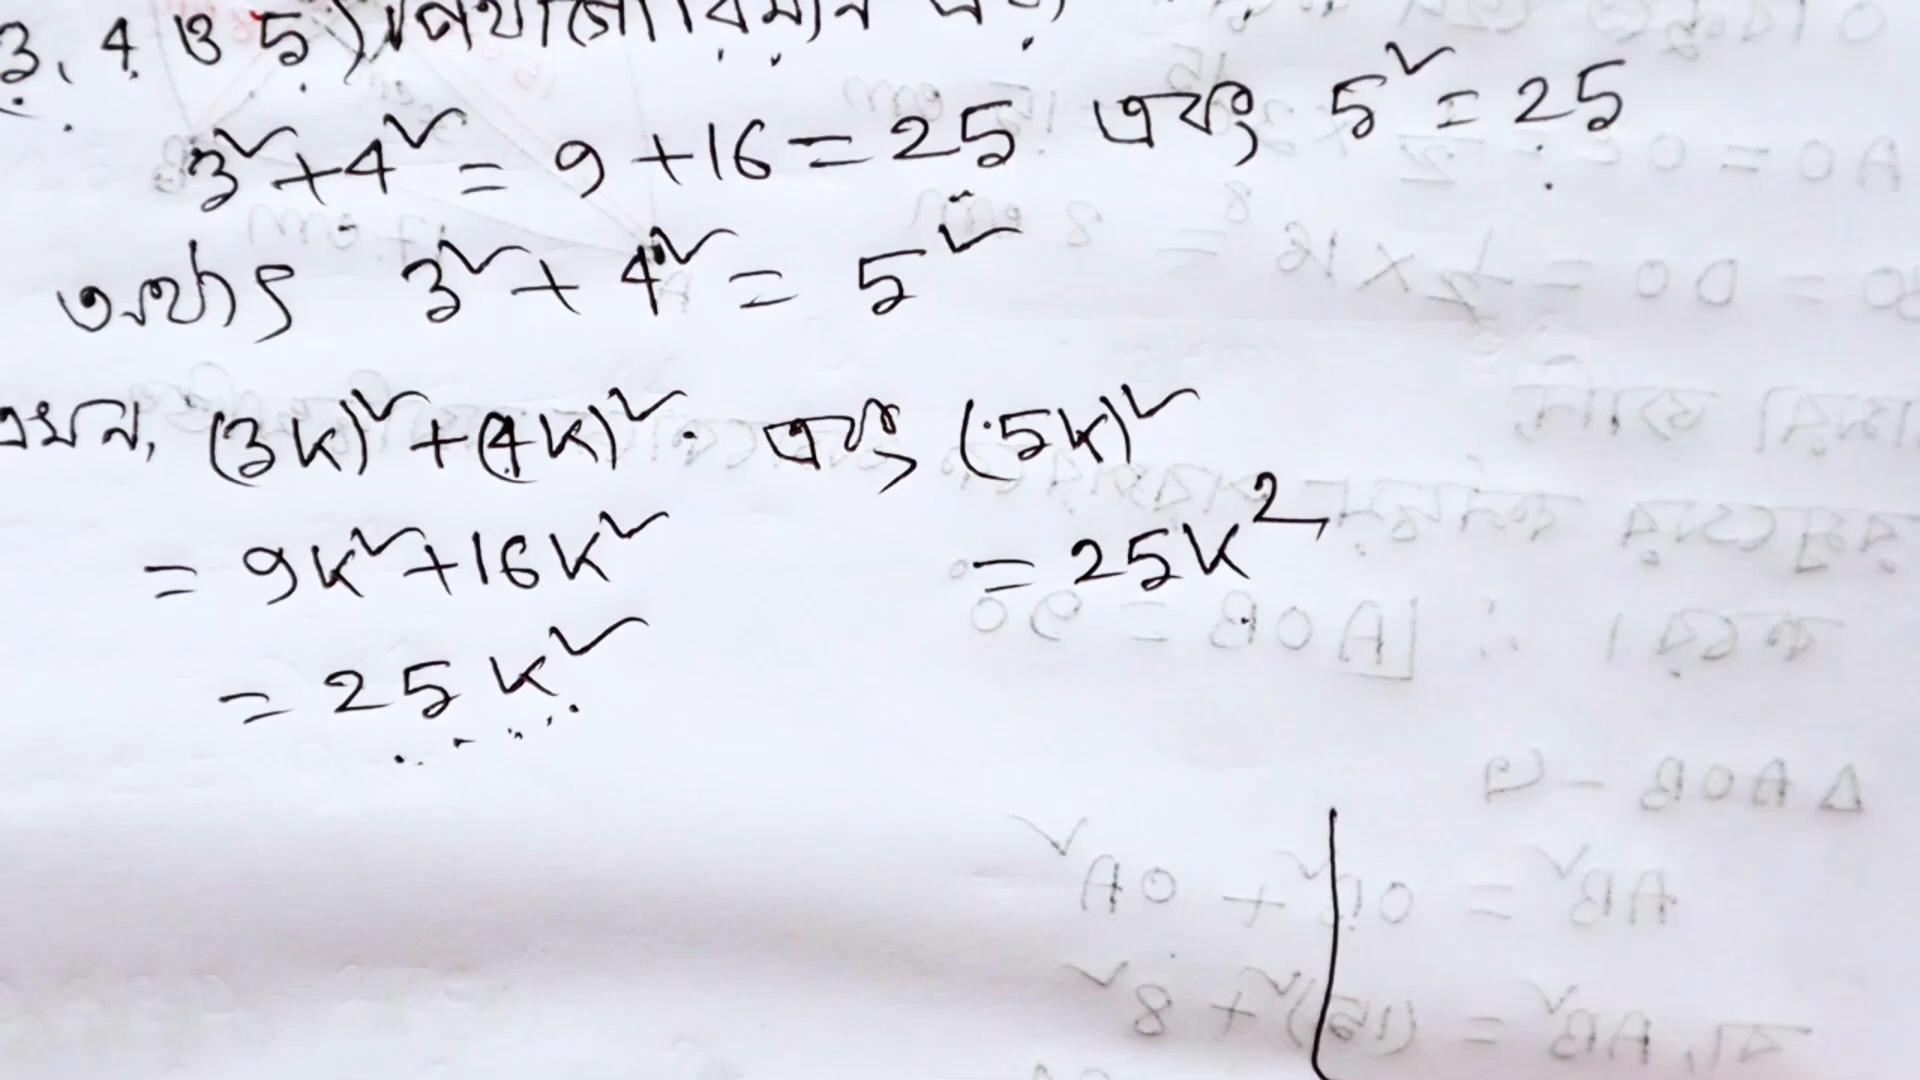 3, 4 ও 5)
3² + 4² = 9 + 16 = 25 এবং 5² = 25
অর্থাৎ 3² + 4² = 5²
এখন, (3k)² + (4k)² এবং (5k)²
= 9k² + 16k² = 25k²
= 25k²